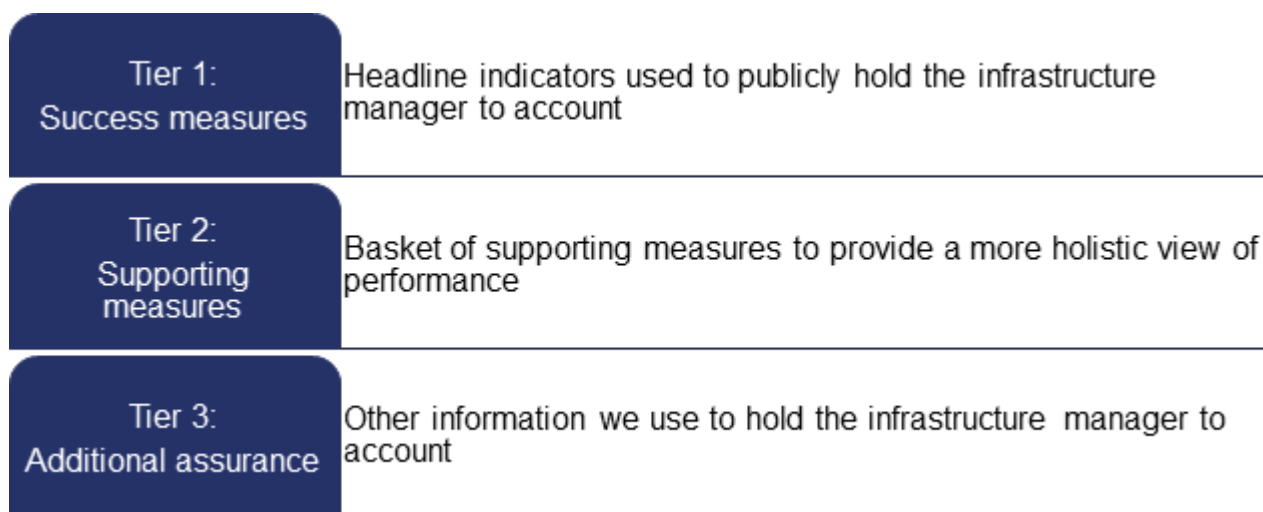 Tier 1:
Success measures
Headline indicators used to publicly hold the infrastructure
manager to account
Tier 2:
Supporting
measures
Basket of supporting measures to provide a more holistic view of
performance
Tier 3:
Additional assurance
Other information we use to hold the infrastructure manager to
account